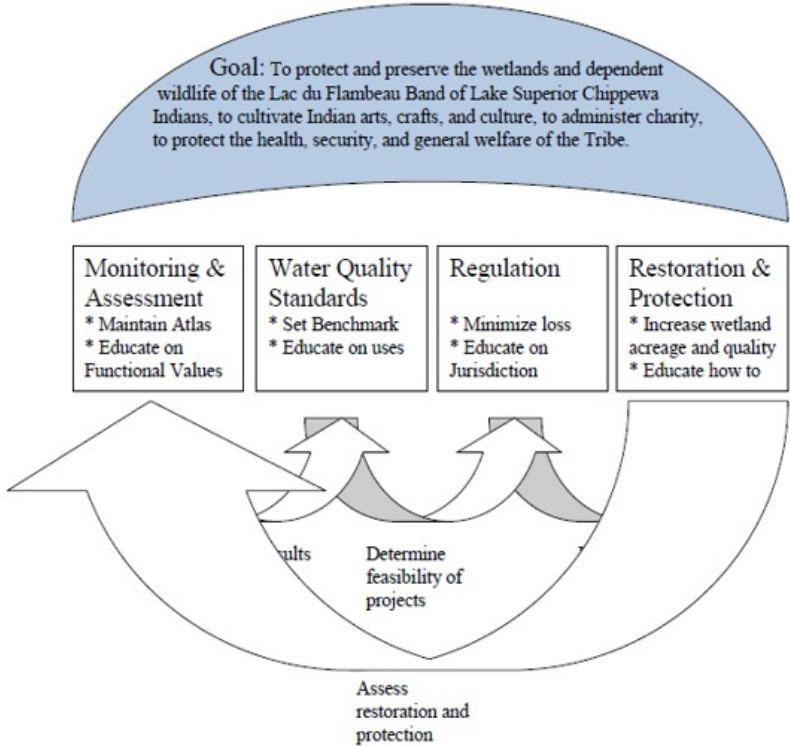 Goal: To protect and preserve the wetlands and dependent
wildlife of the Lac du Flambeau Band of Lake Superior Chippewa
Indians, to cultivate Indian arts, crafts, and culture, to administer charity,
to protect the health, security, and general welfare of the Tribe.
Monitoring &
Assessment
* Maintain Atlas
* Educate on
Functional Values
Water Quality
Standards
* Set Benchmark
* Educate on uses
Regulation
* Minimize loss
* Educate on
Jurisdiction
Restoration &
Protection
* Increase wetland
acreage and quality
* Educate how to
Determine
feasibility of
projects
Assess
restoration and
protection